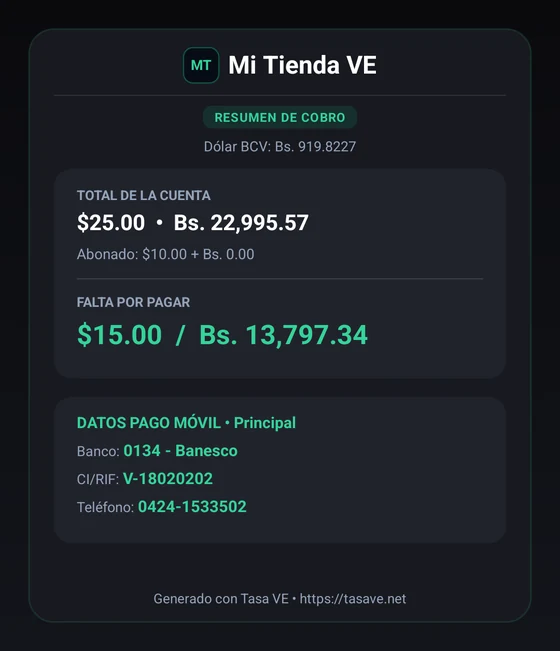 MT Mi Tienda VE
RESUMEN DE COBRO
Dólar BCV: Bs. 919.8227
TOTAL DE LA CUENTA
$25.00 • Bs. 22,995.57
Abonado: $10.00 + Bs. 0.00
FALTA POR PAGAR
$15.00 / Bs. 13,797.34
DATOS PAGO MÓVIL • Principal
Banco: 0134 - Banesco
CI/RIF: V-18020202
Teléfono: 0424-1533502
Generado con Tasa VE • https://tasave.net